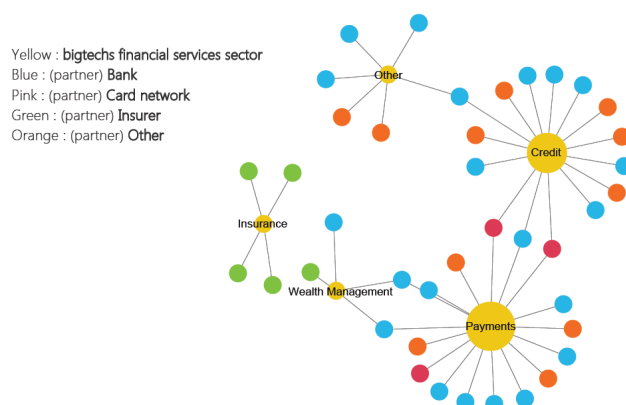 Yellow : bigtechs financial services sector
Blue : (partner) Bank
Pink : (partner) Card network
Green : (partner) Insurer
Orange : (partner) Other
Other
Credit
Insurance
Wealth Management
Payments